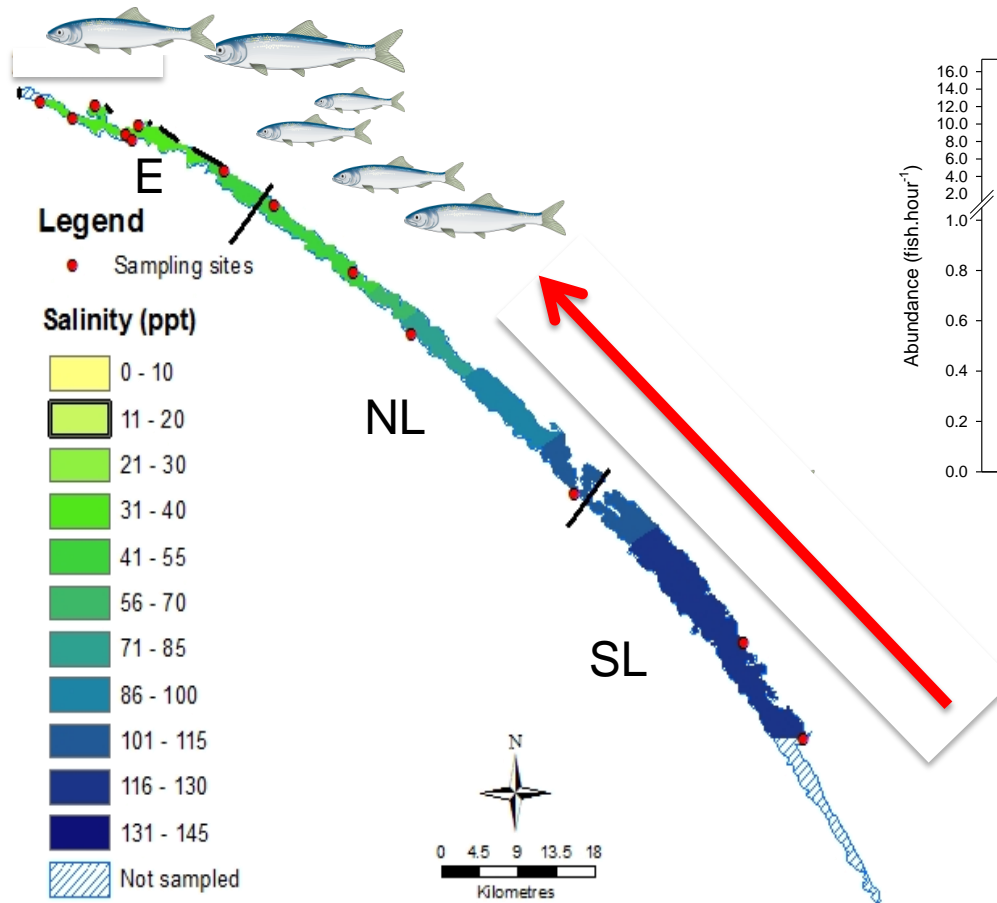 E
Legend
Sampling sites
Salinity (ppt)
0 - 10
11 - 20
21 - 30
31 - 40
41 - 55
56 - 70
71 - 85
86 - 100
101 - 115
116 - 130
131 - 145
Not sampled
NL
SL
N
0 4.5 9 13.5 18
Kilometres
Abundance (fish.hour-1)
16.0
14.0
12.0
10.0
8.0
6.0
4.0
2.0
1.0
0.8
0.6
0.4
0.2
0.0